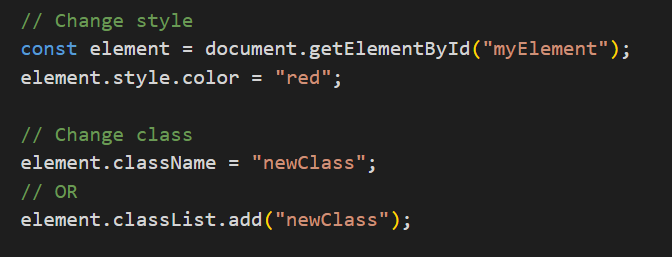 // Change style
const element = document.getElementById("myElement");
element.style.color = "red";
// Change class
element.className = "newClass";
// OR
element.classList.add("newClass");